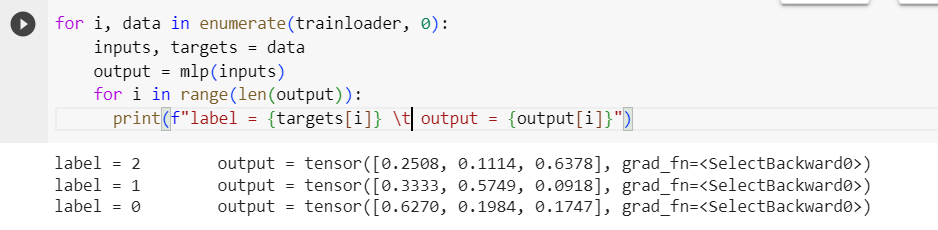 for i, data in enumerate(trainloader, 0):
    inputs, targets = data
    output = mlp(inputs)
    for i in range(len(output)):
      print(f"label = {targets[i]} \t output = {output[i]}")
label = 2 	 output = tensor([0.2508, 0.1114, 0.6378], grad_fn=<SelectBackward0>)
label = 1 	 output = tensor([0.3333, 0.5749, 0.0918], grad_fn=<SelectBackward0>)
label = 0 	 output = tensor([0.6270, 0.1984, 0.1747], grad_fn=<SelectBackward0>)